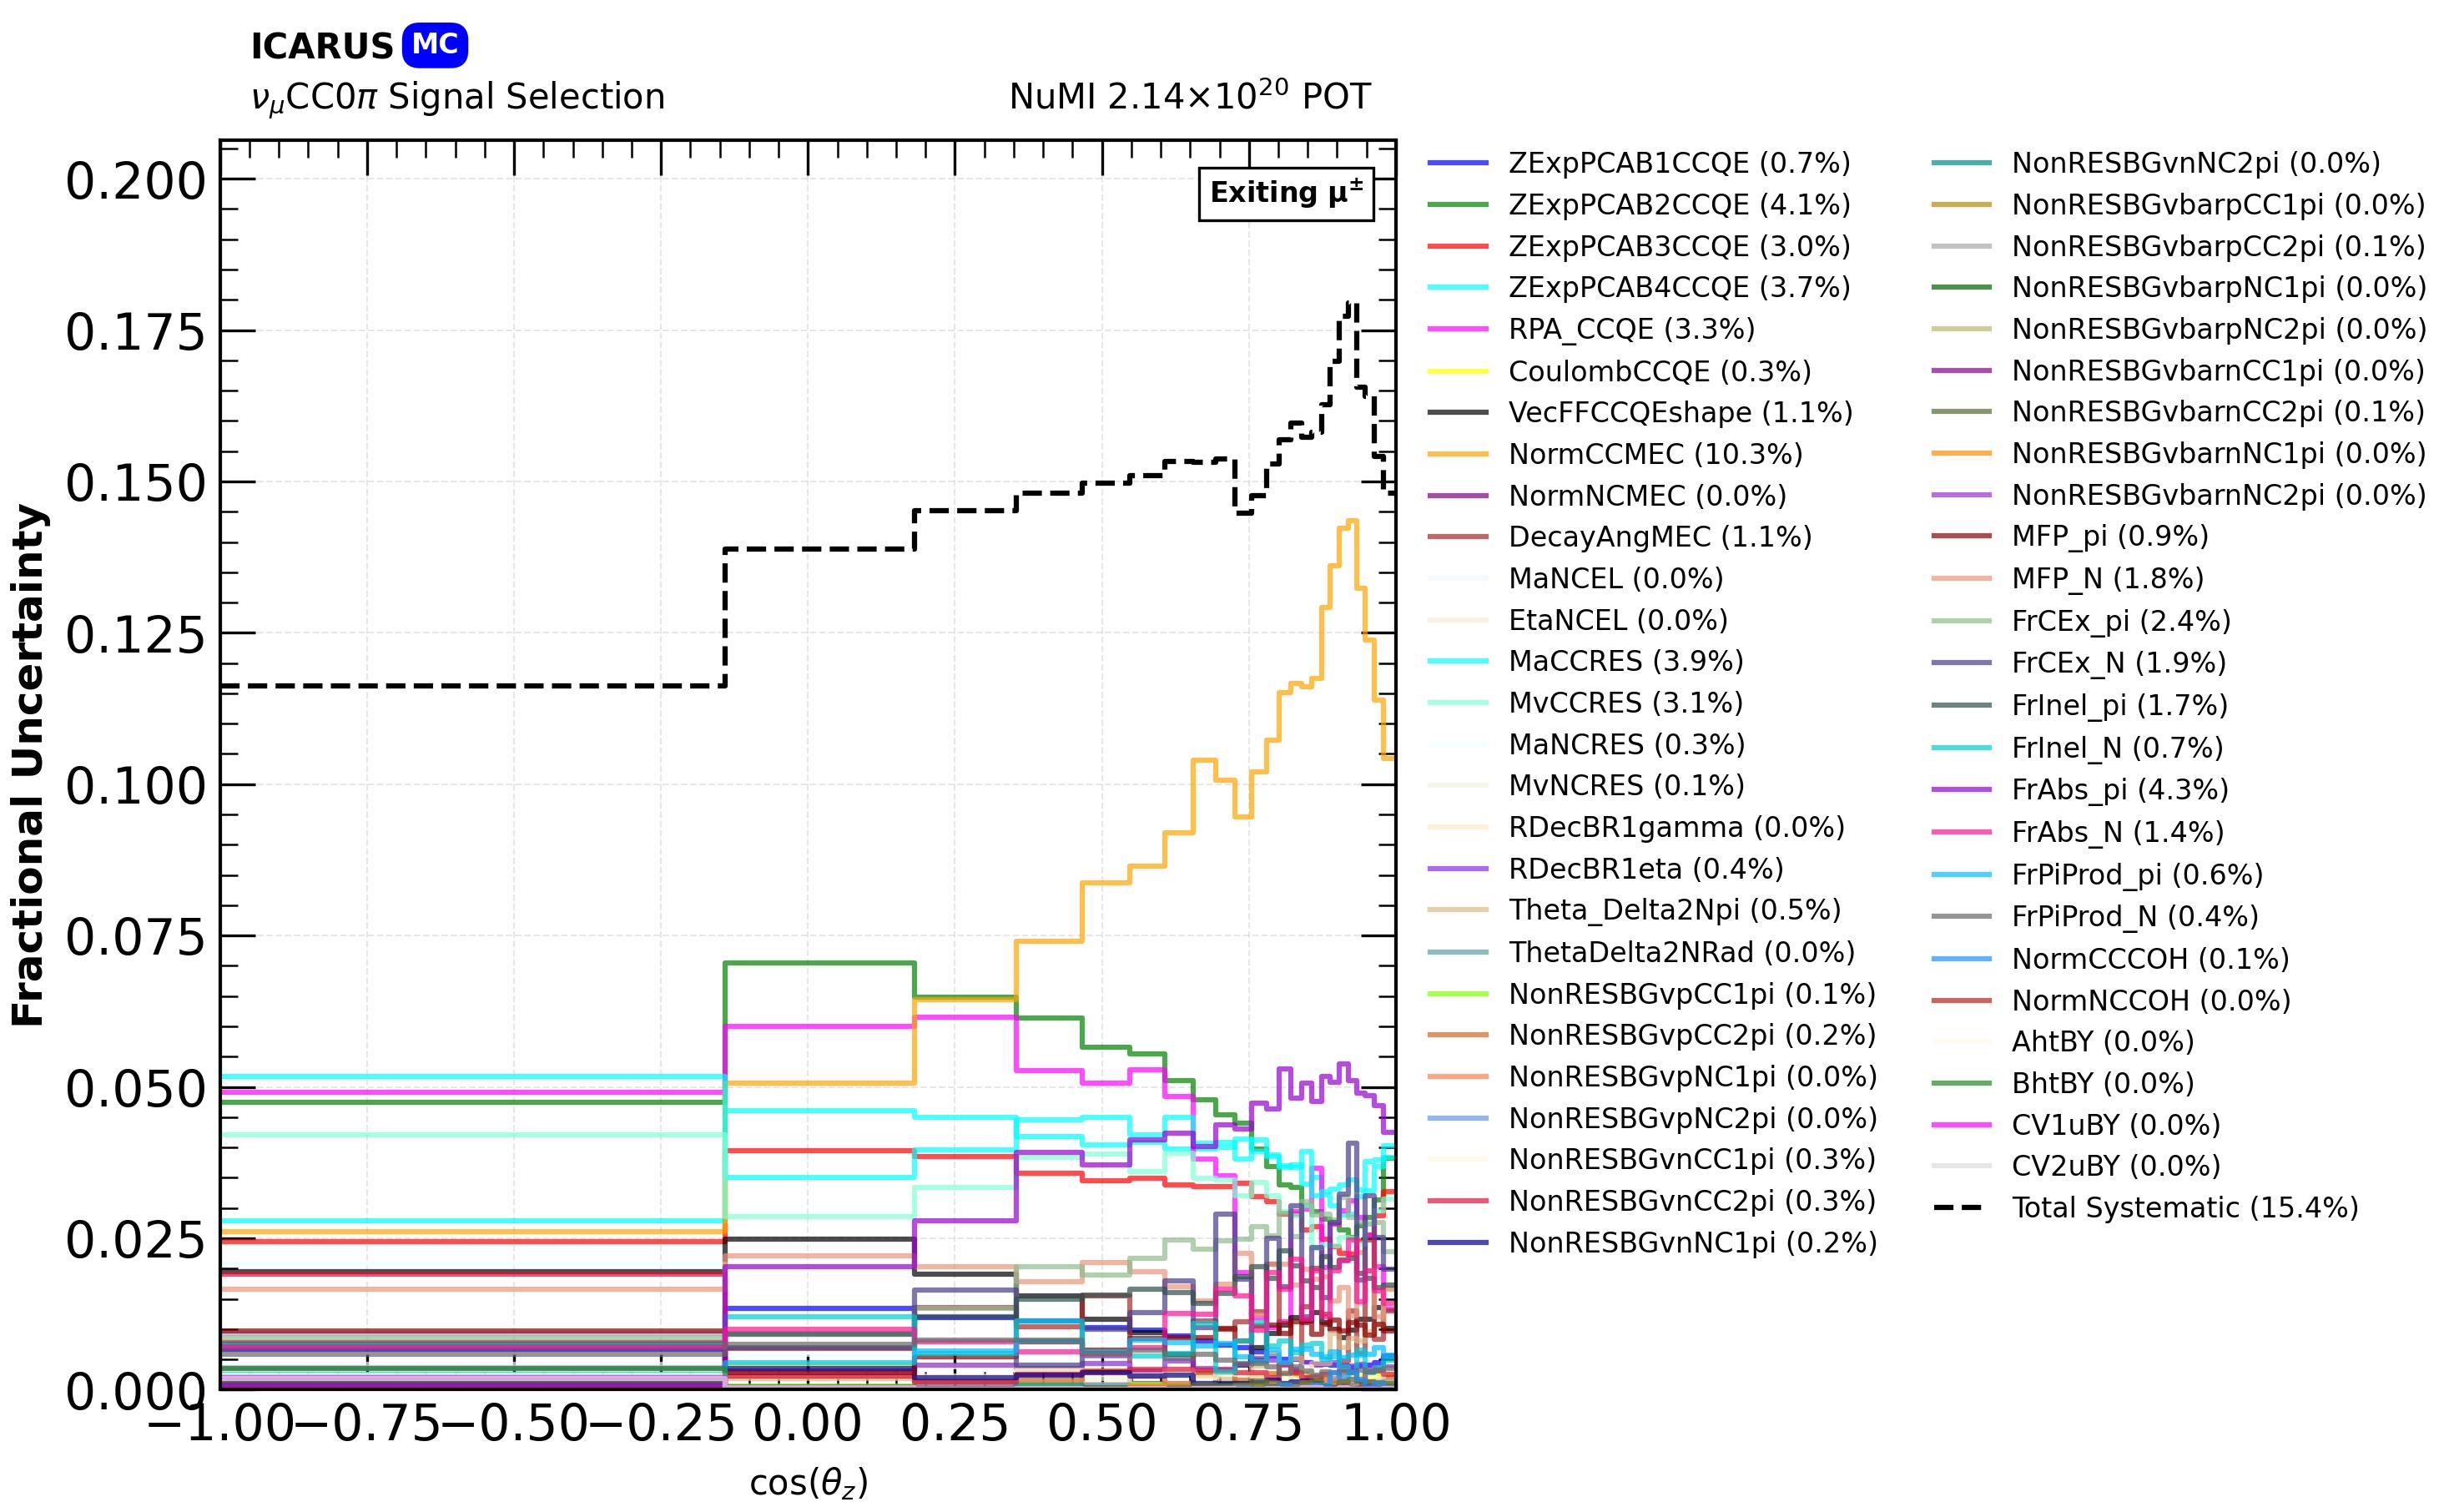 ICARUS MC
νμCC0π Signal Selection
NuMI 2.14×10²⁰ POT
Exiting μ±
Fractional Uncertainty
0.200
0.175
0.150
0.125
0.100
0.075
0.050
0.025
0.000
−1.00 −0.75 −0.50 −0.25 0.00 0.25 0.50 0.75 1.00
cos(θz)
ZExpPCAB1CCQE (0.7%)
ZExpPCAB2CCQE (4.1%)
ZExpPCAB3CCQE (3.0%)
ZExpPCAB4CCQE (3.7%)
RPA_CCQE (3.3%)
CoulombCCQE (0.3%)
VecFFCCQEshape (1.1%)
NormCCMEC (10.3%)
NormNCMEC (0.0%)
DecayAngMEC (1.1%)
MaNCEL (0.0%)
EtaNCEL (0.0%)
MaCCRES (3.9%)
MvCCRES (3.1%)
MaNCRES (0.3%)
MvNCRES (0.1%)
RDecBR1gamma (0.0%)
RDecBR1eta (0.4%)
Theta_Delta2Npi (0.5%)
ThetaDelta2NRad (0.0%)
NonRESBGvpCC1pi (0.1%)
NonRESBGvpCC2pi (0.2%)
NonRESBGvpNC1pi (0.0%)
NonRESBGvpNC2pi (0.0%)
NonRESBGvnCC1pi (0.3%)
NonRESBGvnCC2pi (0.3%)
NonRESBGvnNC1pi (0.2%)
NonRESBGvnNC2pi (0.0%)
NonRESBGvbarpCC1pi (0.0%)
NonRESBGvbarpCC2pi (0.1%)
NonRESBGvbarpNC1pi (0.0%)
NonRESBGvbarpNC2pi (0.0%)
NonRESBGvbarnCC1pi (0.0%)
NonRESBGvbarnCC2pi (0.1%)
NonRESBGvbarnNC1pi (0.0%)
NonRESBGvbarnNC2pi (0.0%)
MFP_pi (0.9%)
MFP_N (1.8%)
FrCEx_pi (2.4%)
FrCEx_N (1.9%)
FrInel_pi (1.7%)
FrInel_N (0.7%)
FrAbs_pi (4.3%)
FrAbs_N (1.4%)
FrPiProd_pi (0.6%)
FrPiProd_N (0.4%)
NormCCCOH (0.1%)
NormNCCOH (0.0%)
AhtBY (0.0%)
BhtBY (0.0%)
CV1uBY (0.0%)
CV2uBY (0.0%)
Total Systematic (15.4%)